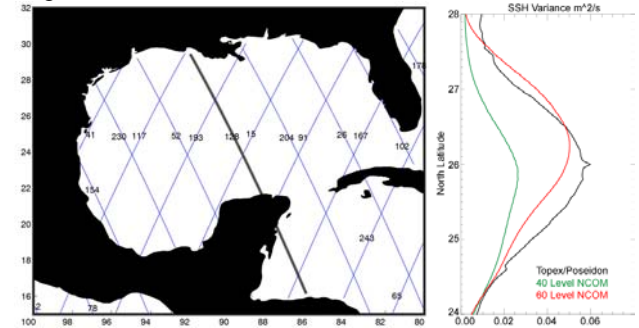 32
30
28
26
24
22
20
18
16
178
41 230 117 52 193 128 15 204 91 26 167
102
154
243
2 78 65
100 98 96 94 92 90 88 86 84 82 80
SSH Variance m^2/s
28
27
26
25
24
North Latitude
Topex/Poseidon
40 Level NCOM
60 Level NCOM
0.00 0.02 0.04 0.06